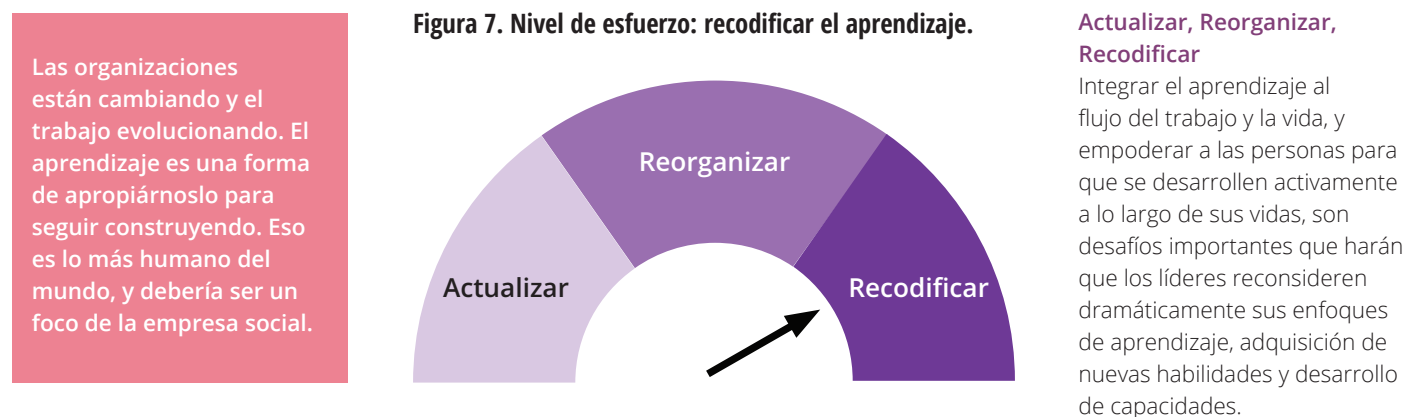 Las organizaciones
están cambiando y el
trabajo evolucionando. El
aprendizaje es una forma
de apropiárnoslo para
seguir construyendo. Eso
es lo más humano del
mundo, y debería ser un
foco de la empresa social.
Figura 7. Nivel de esfuerzo: recodificar el aprendizaje.
Actualizar
Reorganizar
Recodificar
Actualizar, Reorganizar,
Recodificar
Integrar el aprendizaje al
flujo del trabajo y la vida, y
empoderar a las personas para
que se desarrollen activamente
a lo largo de sus vidas, son
desafíos importantes que harán
que los líderes reconsideren
dramáticamente sus enfoques
de aprendizaje, adquisición de
nuevas habilidades y desarrollo
de capacidades.